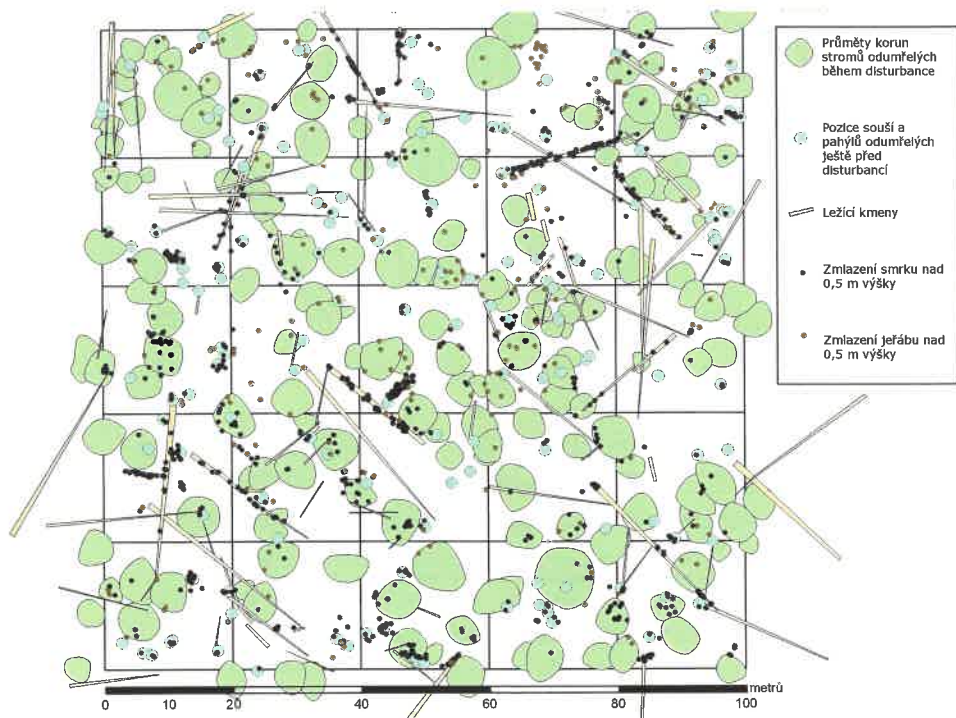 Průměty korun
stromů odumřelých
během disturbance
Pozice souší a
pahýlů odumřelých
ještě před
disturbancí
Ležící kmeny
Zmlazení smrku nad
0,5 m výšky
Zmlazení jeřábu nad
0,5 m výšky
metrů
0 10 20 40 60 80 100